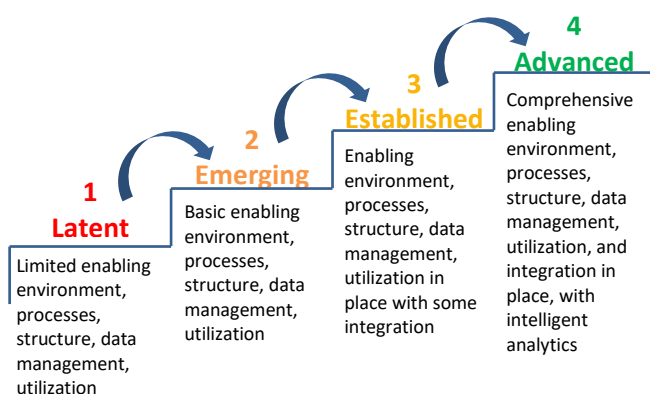 1
Latent
Limited enabling
environment,
processes,
structure, data
management,
utilization
2
Emerging
Basic enabling
environment,
processes,
structure, data
management,
utilization
3
Established
Enabling
environment,
processes,
structure, data
management,
utilization in
place with some
integration
4
Advanced
Comprehensive
enabling
environment,
processes,
structure, data
management,
utilization, and
integration in
place, with
intelligent
analytics